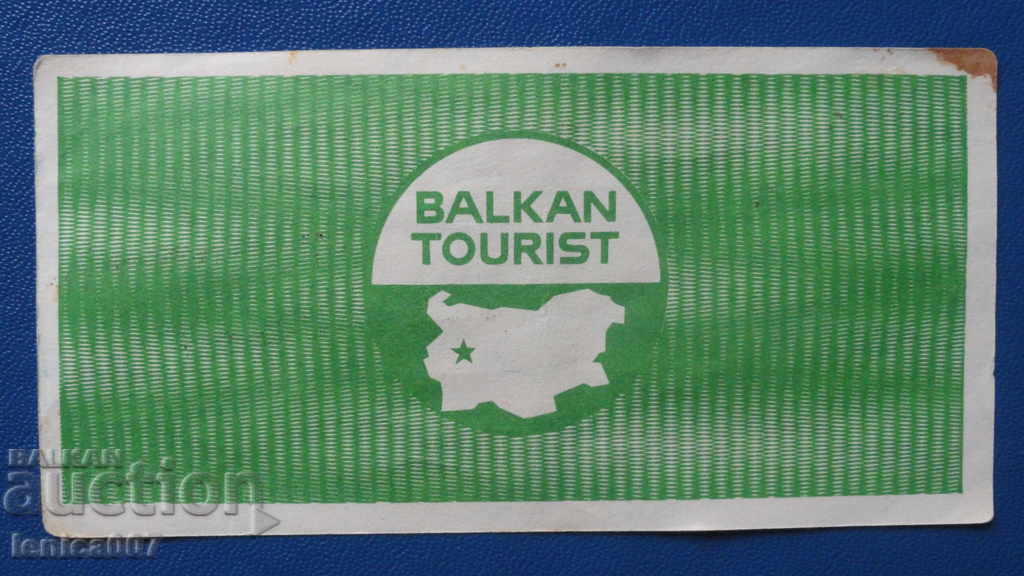 BALKAN
TOURIST
BALKAN
auction
lenica007